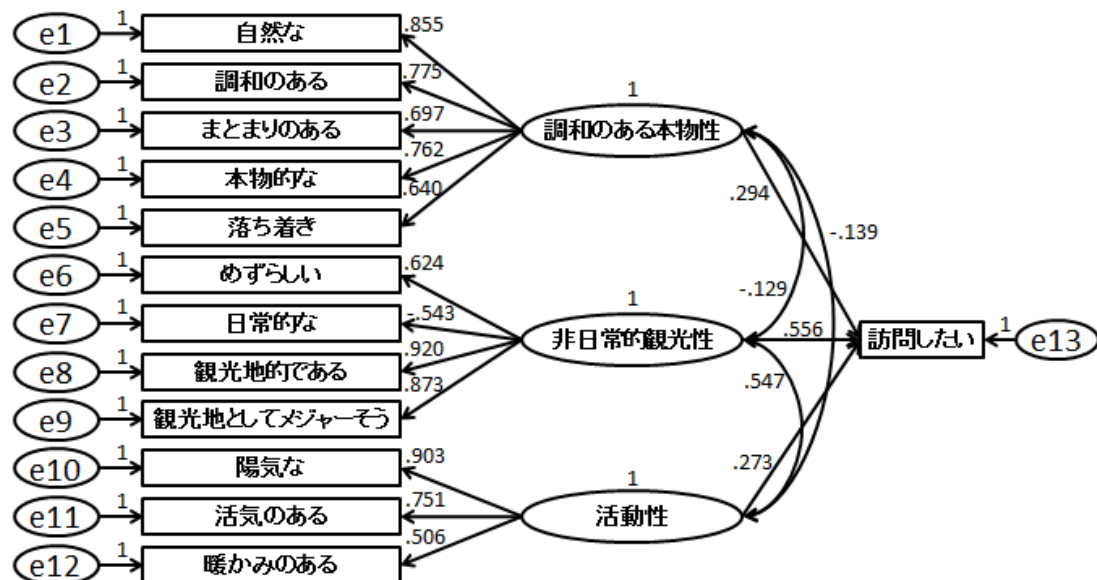 e1 1 自然な .855
e2 1 調和のある .775
e3 1 まとまりのある .697
e4 1 本物的な .762
e5 1 落ち着き .640
1
調和のある本物性
e6 1 めずらしい .624
e7 1 日常的な -.543
e8 1 観光地的である .920
e9 1 観光地としてメジャーそう .873
1
非日常的観光性
e10 1 陽気な .903
e11 1 活気のある .751
e12 1 暖かみのある .506
1
活動性
.294
-.139
-.129
.556
.547
.273
訪問したい 1 e13